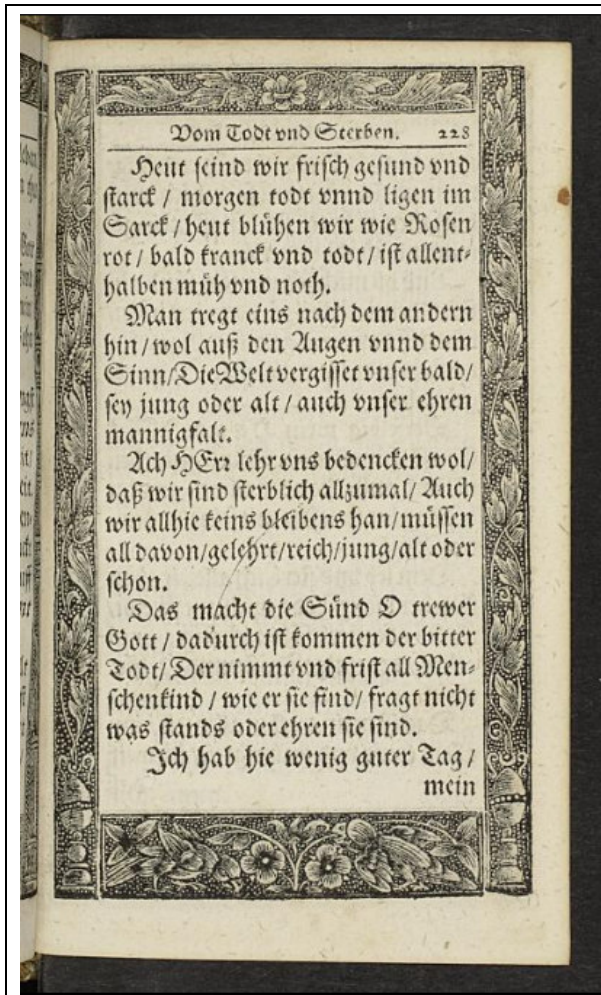 Vom Todt vnd Sterben. 228
Heut seind wir frisch gesund vnd
starck / morgen todt vnnd ligen im
Sarck / heut blühen wir wie Rosen
rot / bald kranck vnd todt / ist allent⸗
halben müh vnd noth.
Man tregt eins nach dem andern
hin / wol auß den Augen vnnd dem
Sinn / Die Welt vergisset vnser bald /
sey jung oder alt / auch vnser ehren
mannigfalt.
Ach HErr lehr vns bedencken wol /
daß wir sind sterblich allzumal / Auch
wir allhie keins bleibens han / müssen
all davon / gelehrt / reich / jung / alt oder
schon.
Das macht die Sünd O trewer
Gott / dadurch ist kommen der bitter
Todt / Der nimmt vnd frist all Men⸗
schenkind / wie er sie find / fragt nicht
was stands oder ehren sie sind.
Ich hab hie wenig guter Tag /
mein